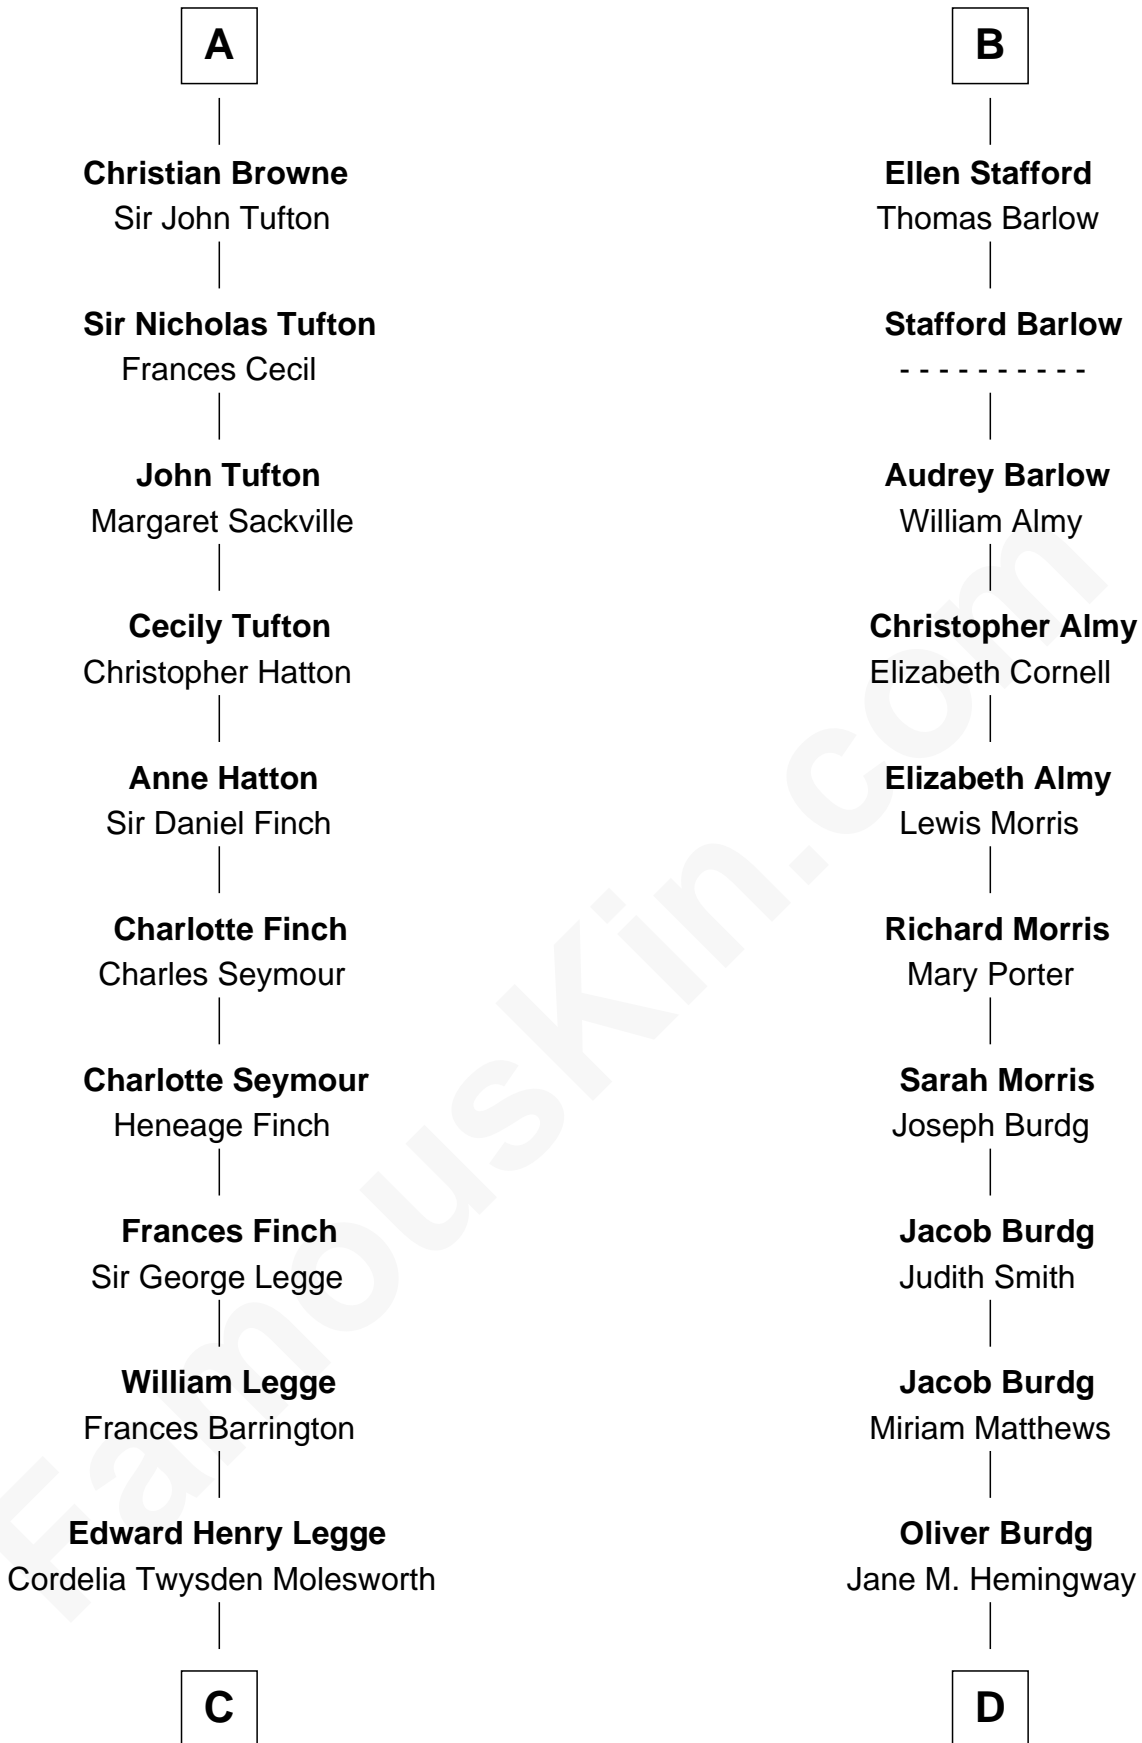 A
Christian Browne
Sir John Tufton
Sir Nicholas Tufton
Frances Cecil
John Tufton
Margaret Sackville
Cecily Tufton
Christopher Hatton
Anne Hatton
Sir Daniel Finch
Charlotte Finch
Charles Seymour
Charlotte Seymour
Heneage Finch
Frances Finch
Sir George Legge
William Legge
Frances Barrington
Edward Henry Legge
Cordelia Twysden Molesworth
C
B
Ellen Stafford
Thomas Barlow
Stafford Barlow
- - - - - - - - - -
Audrey Barlow
William Almy
Christopher Almy
Elizabeth Cornell
Elizabeth Almy
Lewis Morris
Richard Morris
Mary Porter
Sarah Morris
Joseph Burdg
Jacob Burdg
Judith Smith
Jacob Burdg
Miriam Matthews
Oliver Burdg
Jane M. Hemingway
D
FamousKin.com